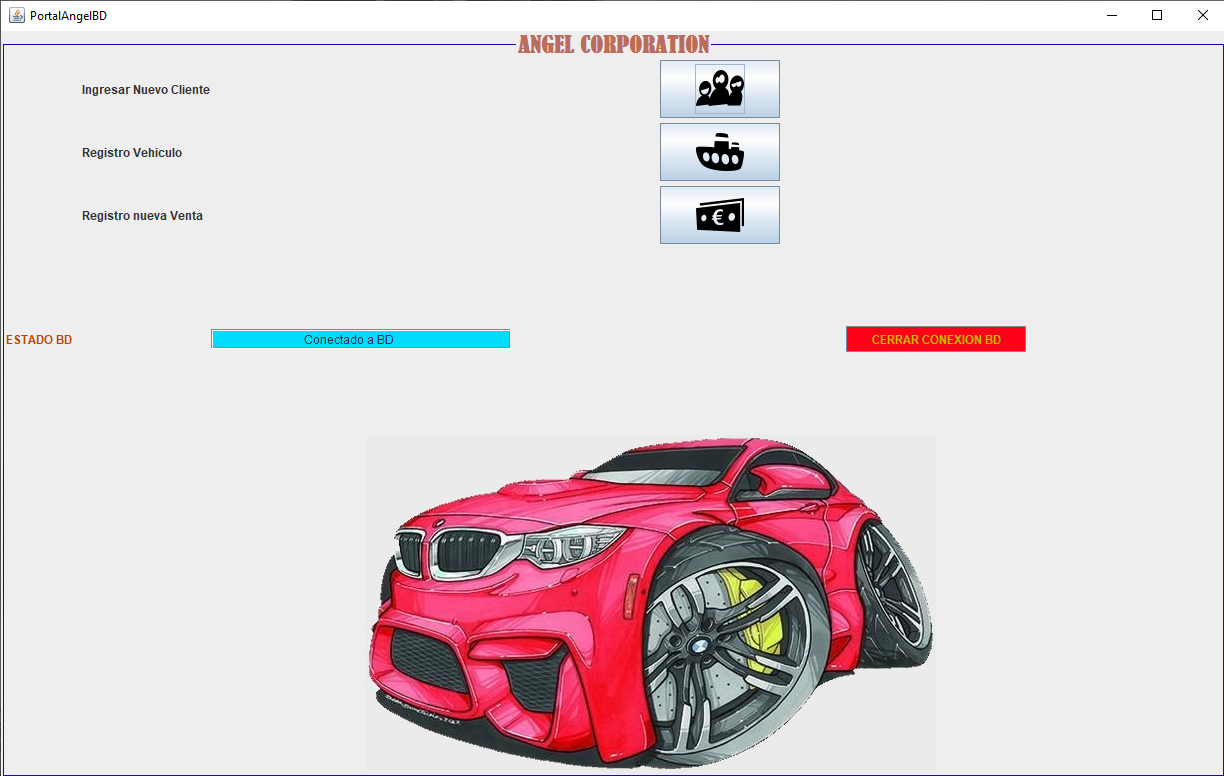 PortalAngelBD
ANGEL CORPORATION
Ingresar Nuevo Cliente
Registro Vehiculo
Registro nueva Venta
€
ESTADO BD
Conectado a BD
CERRAR CONEXION BD